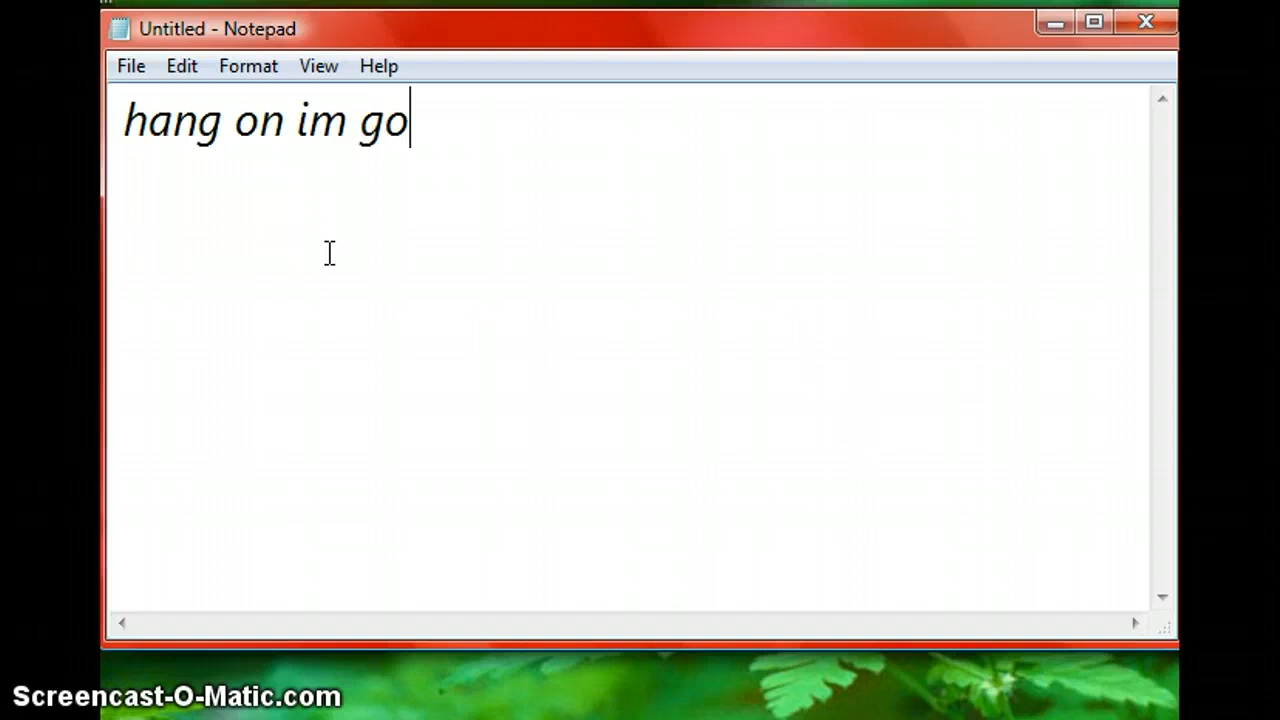 Untitled - Notepad
File Edit Format View Help
hang on im go
Screencast-O-Matic.com